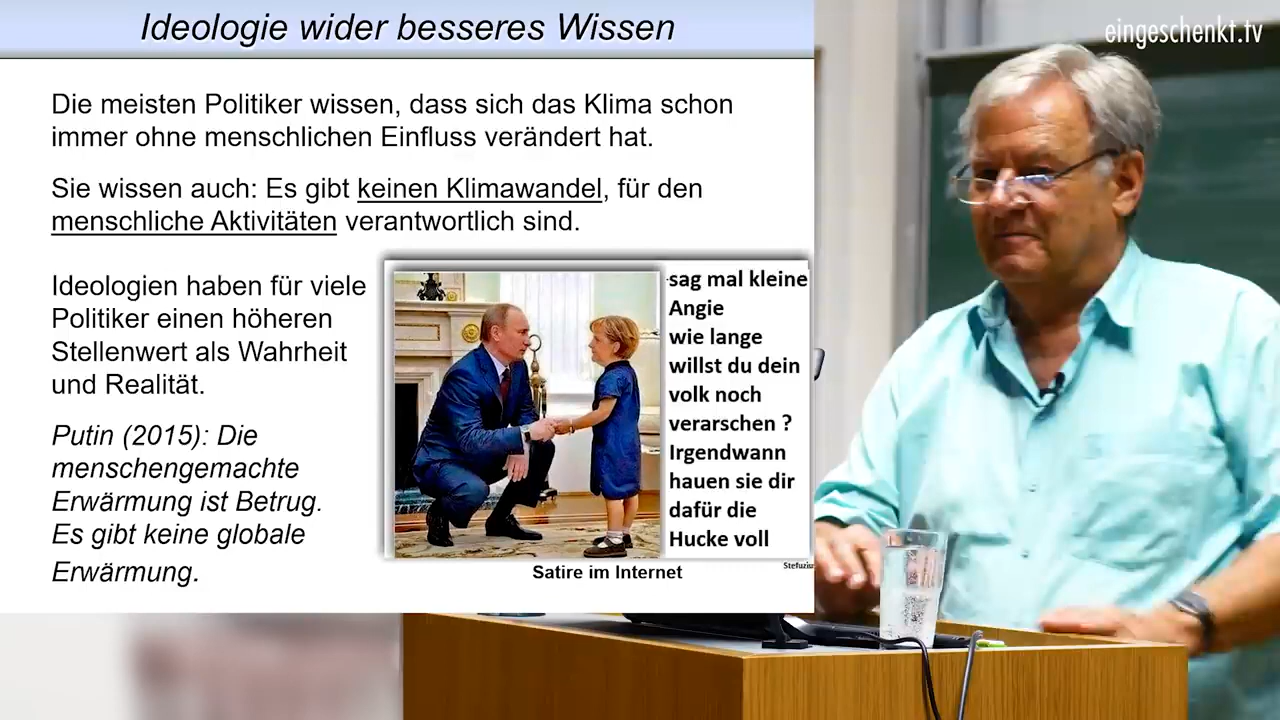 Ideologie wider besseres Wissen
eingeschenkt.tv
Die meisten Politiker wissen, dass sich das Klima schon
immer ohne menschlichen Einfluss verändert hat.
Sie wissen auch: Es gibt keinen Klimawandel, für den
menschliche Aktivitäten verantwortlich sind.
Ideologien haben für viele
Politiker einen höheren
Stellenwert als Wahrheit
und Realität.
Putin (2015): Die
menschengemachte
Erwärmung ist Betrug.
Es gibt keine globale
Erwärmung.
sag mal kleine
Angie
wie lange
willst du dein
volk noch
verarschen ?
Irgendwann
hauen sie dir
dafür die
Hucke voll
Satire im Internet